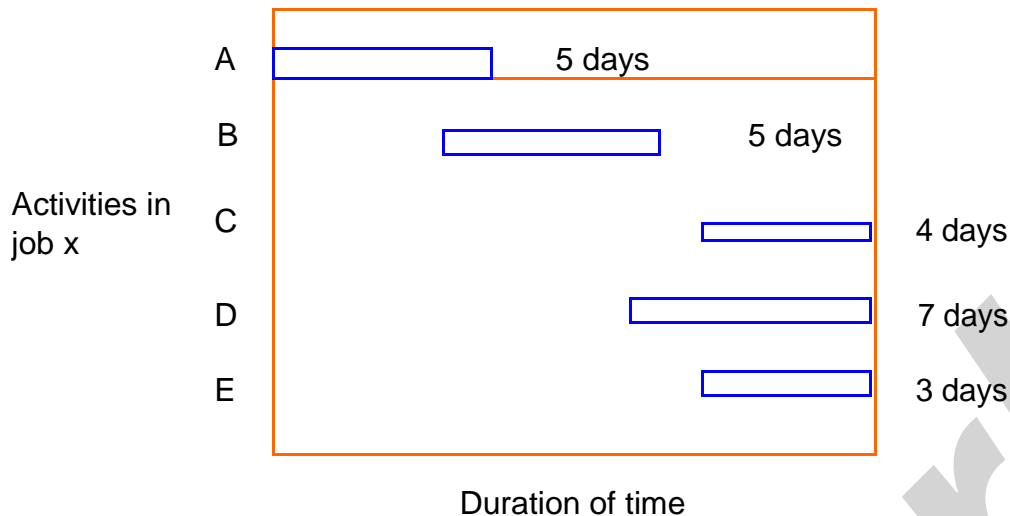 A 5 days
B 5 days
Activities in
job x
C 4 days
D 7 days
E 3 days
Duration of time